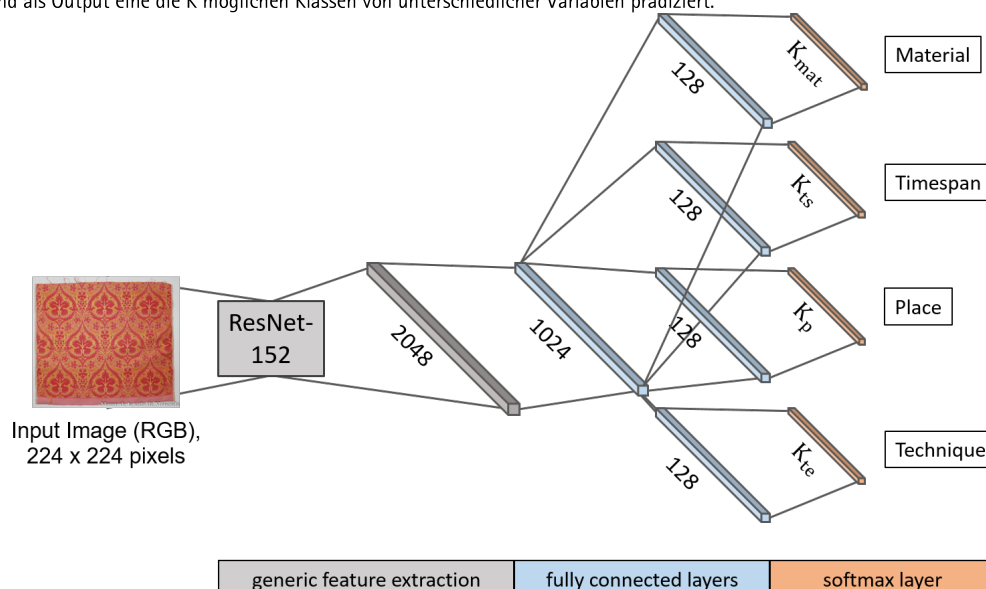 nd als Output eine die K möglichen Klassen von unterschiedlicher Variablen prädiziert.
K_mat
Material
128
K_ts
Timespan
128
ResNet-
152
2048
1024
128
K_p
Place
Input Image (RGB),
224 x 224 pixels
128
K_te
Technique
generic feature extraction
fully connected layers
softmax layer